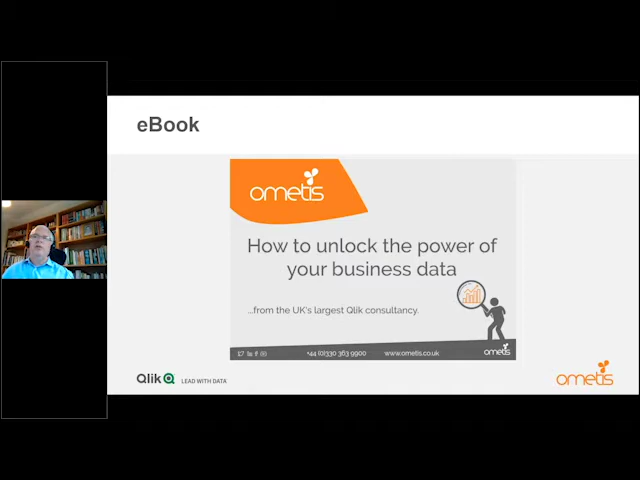 eBook
ometis
How to unlock the power of
your business data
...from the UK's largest Qlik consultancy.
+44 (0)330 363 9900
www.ometis.co.uk
ometis
Qlik
LEAD WITH DATA
ometis